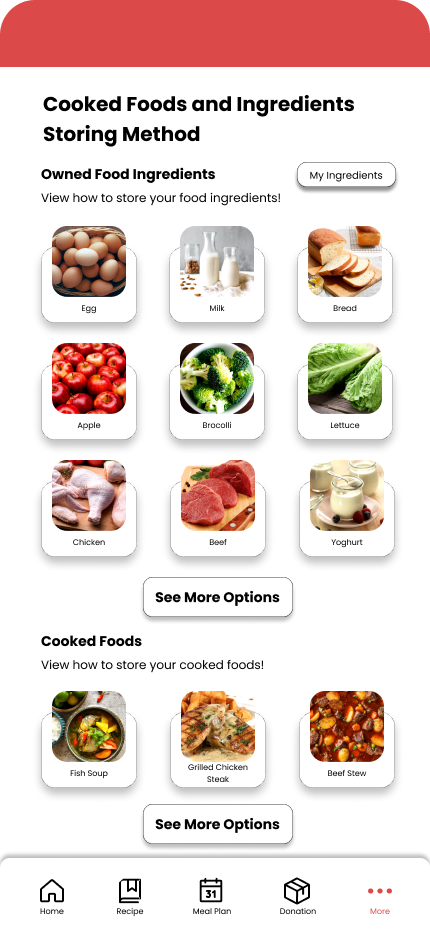 Cooked Foods and Ingredients
Storing Method
Owned Food Ingredients
My Ingredients
View how to store your food ingredients!
Egg
Milk
Bread
Apple
Brocolli
Lettuce
Chicken
Beef
Yoghurt
See More Options
Cooked Foods
View how to store your cooked foods!
Fish Soup
Grilled Chicken
Steak
Beef Stew
See More Options
31
Home
Recipe
Meal Plan
Donation
More